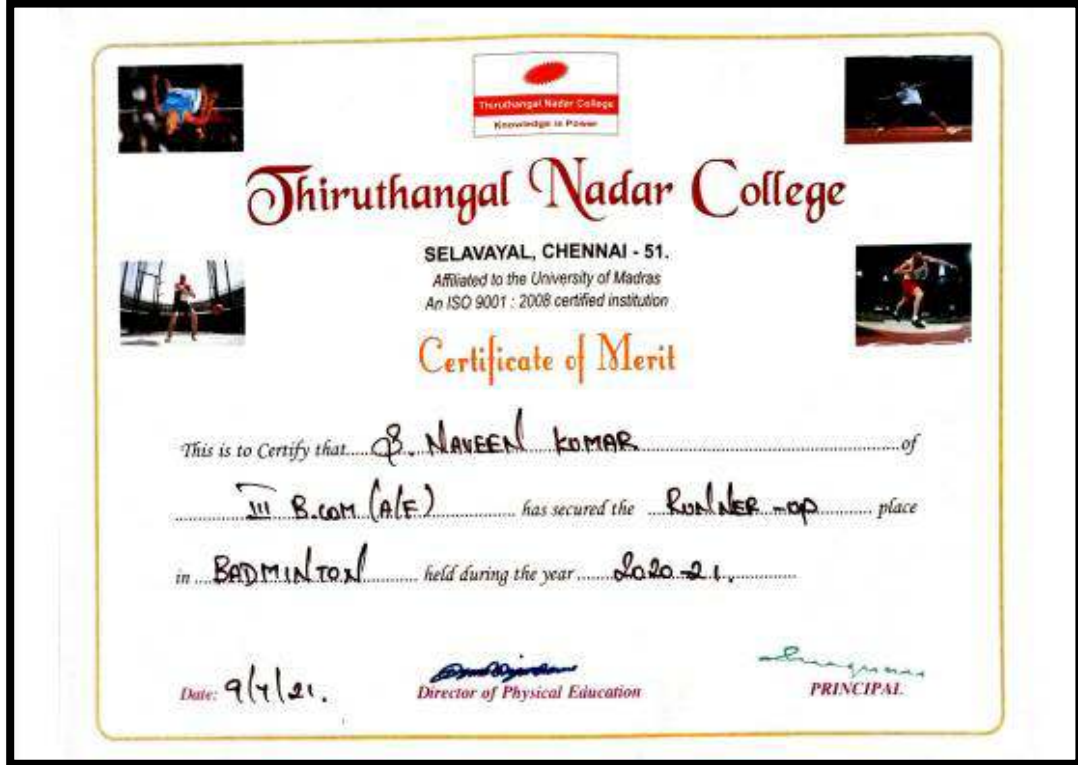 Thiruthangal Nadar College
Knowledge is Power
Thiruthangal Nadar College
SELAVAYAL, CHENNAI - 51.
Affiliated to the University of Madras
An ISO 9001 : 2008 certified institution
Certificate of Merit
This is to Certify that NAVEEN KUMAR of
III B.COM (A/F) has secured the RUNNER-UP place
in BADMINTON held during the year 2020-21.
Date: 9/4/21.
Director of Physical Education
PRINCIPAL